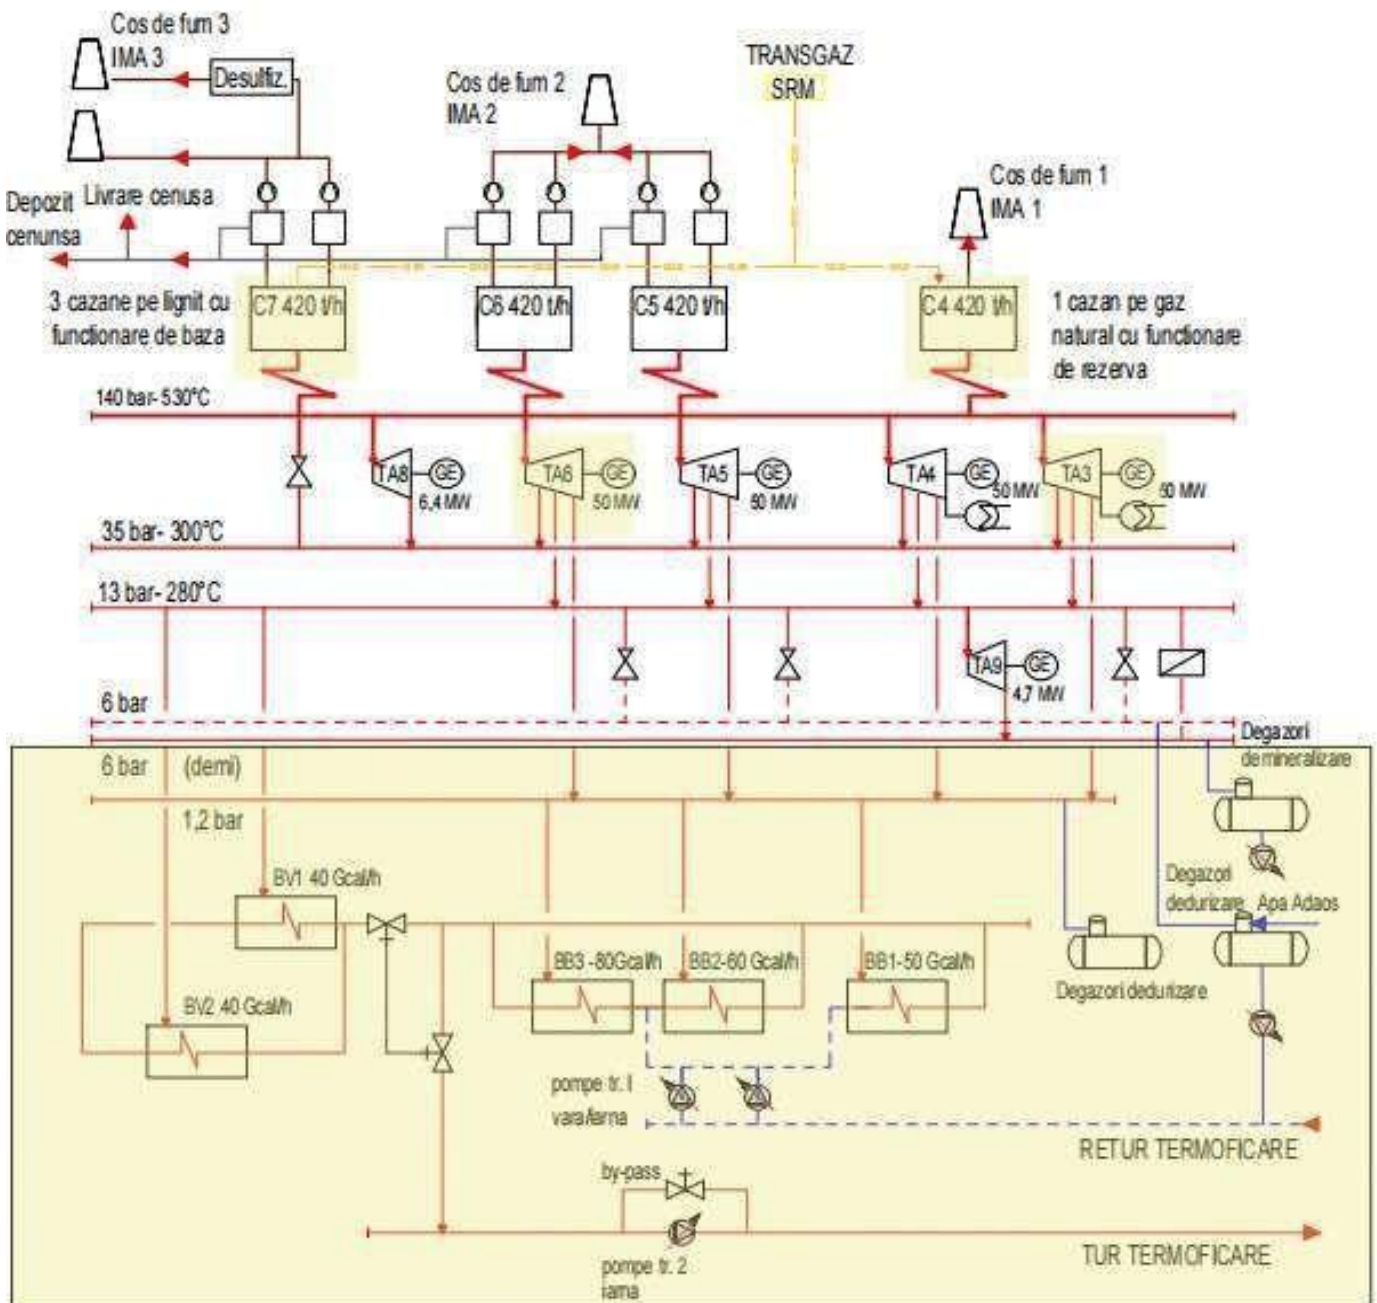 Cos de fum 3
IMA 3
Desulfiz.
Cos de fum 2
IMA 2
TRANSGAZ
SRM
Cos de fum 1
IMA 1
Depozit
cenunsa
Livrare cenusa
3 cazane pe lignit cu
functionare de baza
C7 420 t/h
C6 420 t/h
C5 420 t/h
C4 420 t/h
1 cazan pe gaz
natural cu functionare
de rezerva
140 bar- 530°C
TA8
GE
6,4 MW
TA6
GE
50 MW
TA5
GE
50 MW
TA4
GE
50 MW
TA3
GE
50 MW
35 bar- 300°C
13 bar- 280°C
TA9
GE
4,7 MW
6 bar
Degazori
demineralizare
6 bar (demi)
1,2 bar
BV1 40 Gcal/h
BV2 40 Gcal/h
BB3 -80Gcal/h
BB2-60 Gcal/h
BB1-50 Gcal/h
Degazori
dedurizare
Apa Adaos
Degazori dedurizare
pompe tr. I
vara/iarna
RETUR TERMOFICARE
by-pass
pompe tr. 2
iarna
TUR TERMOFICARE